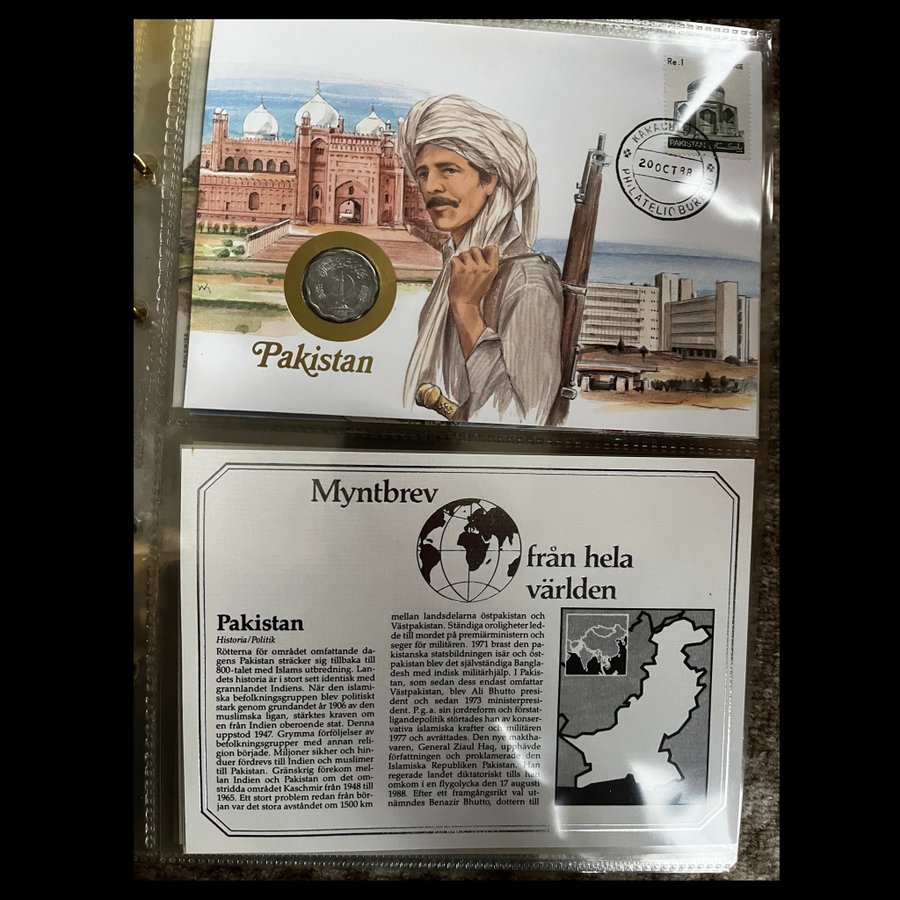 Re.1
PAKISTAN پاکستان
20 OCT 88
PHILATELIC BUREAU
Pakistan
Myntbrev
från hela
världen
Pakistan
Historia/Politik
Rötterna för området omfattande da-
gens Pakistan sträcker sig tillbaka till
800-talet med Islams utbredning. Lan-
dets historia är i stort sett identisk med
grannlandet Indiens. När den islami-
ska befolkningsgruppen blev politiskt
stark genom grundandet år 1906 av den
muslimska ligan, stärktes kraven om
en från Indien oberoende stat. Denna
uppstod 1947. Grymma förföljelser av
befolkningsgrupper med annan reli-
gion började. Miljoner sikher och hin-
duer fördrevs till Indien och muslimer
till Pakistan. Gränskrig förekom mel-
lan Indien och Pakistan om det om-
stridda området Kaschmir från 1948 till
1965. Ett stort problem redan från bör-
jan var det stora avståndet om 1500 km
mellan landsdelarna östpakistan och
Västpakistan. Ständiga oroligheter led-
de till mordet på premiärministern och
seger för militären. 1971 brast den pa-
kistanska statsbildningen isär och öst-
pakistan blev det självständiga Bangla-
desh med indisk militärhjälp. I Pakis-
tan, som sedan dess endast omfattar
Västpakistan, blev Ali Bhutto presi-
dent och sedan 1973 ministerpresi-
dent. P.g.a. sin jordreform och förstat-
ligandepolitik störtades han av konser-
vativa islamiska krafter och militären
1977 och avrättades. Den nye maktha-
varen, General Ziaul Haq, upphävde
författningen och proklamerade den
Islamiska Republiken Pakistan. Han
regerade landet diktatoriskt tills han
omkom i en flygolycka den 17 augusti
1988. Efter ett framgångsrikt val ut-
nämndes Benazir Bhutto, dottern till